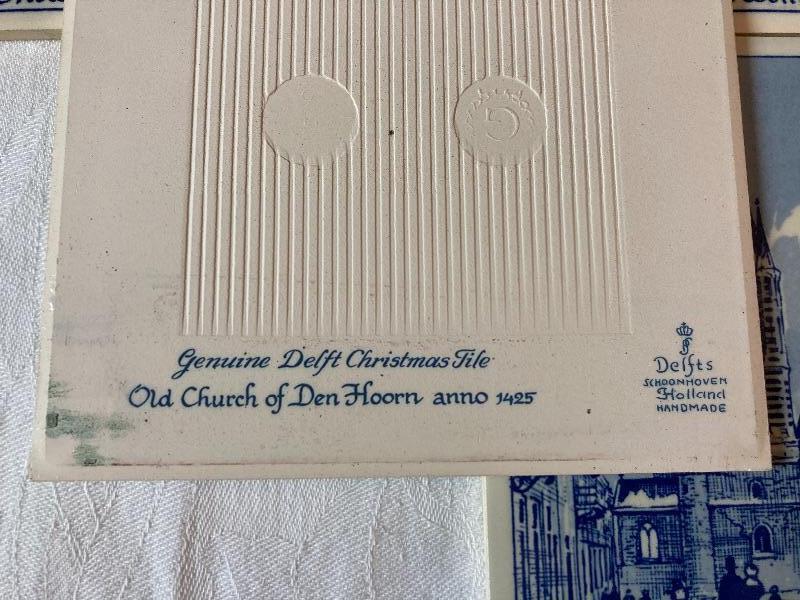 Genuine Delft Christmas Tile
Old Church of Den Hoorn anno 1425
Delfts
SCHOONHOVEN
Holland
HANDMADE